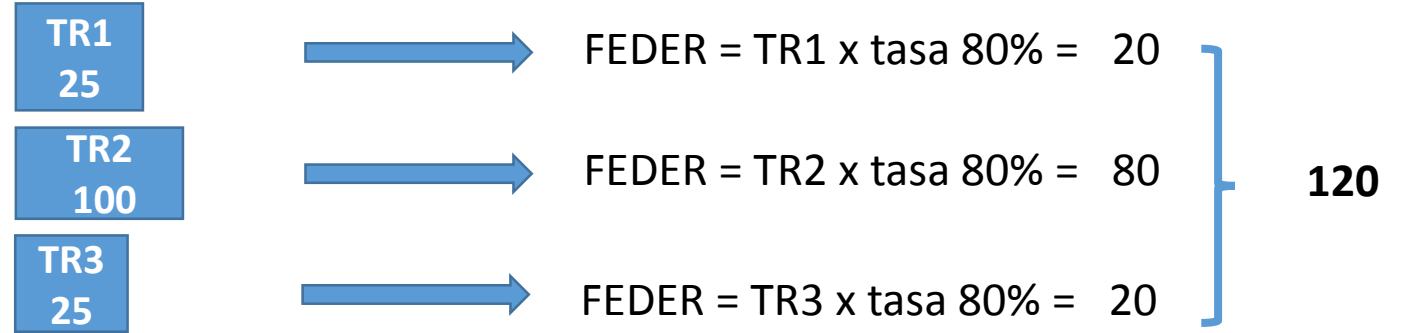 TR1
25
FEDER = TR1 x tasa 80% = 20
TR2
100
FEDER = TR2 x tasa 80% = 80
120
TR3
25
FEDER = TR3 x tasa 80% = 20